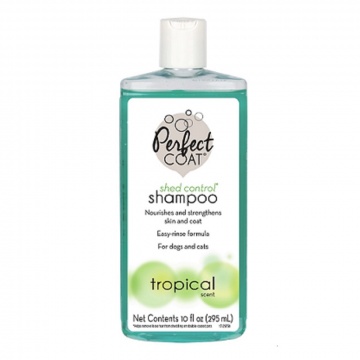 Perfect
COAT®
shed control™
shampoo
Nourishes and strengthens
skin and coat
Easy-rinse formula
For dogs and cats
tropical
scent
Net Contents 10 fl oz (295 mL)